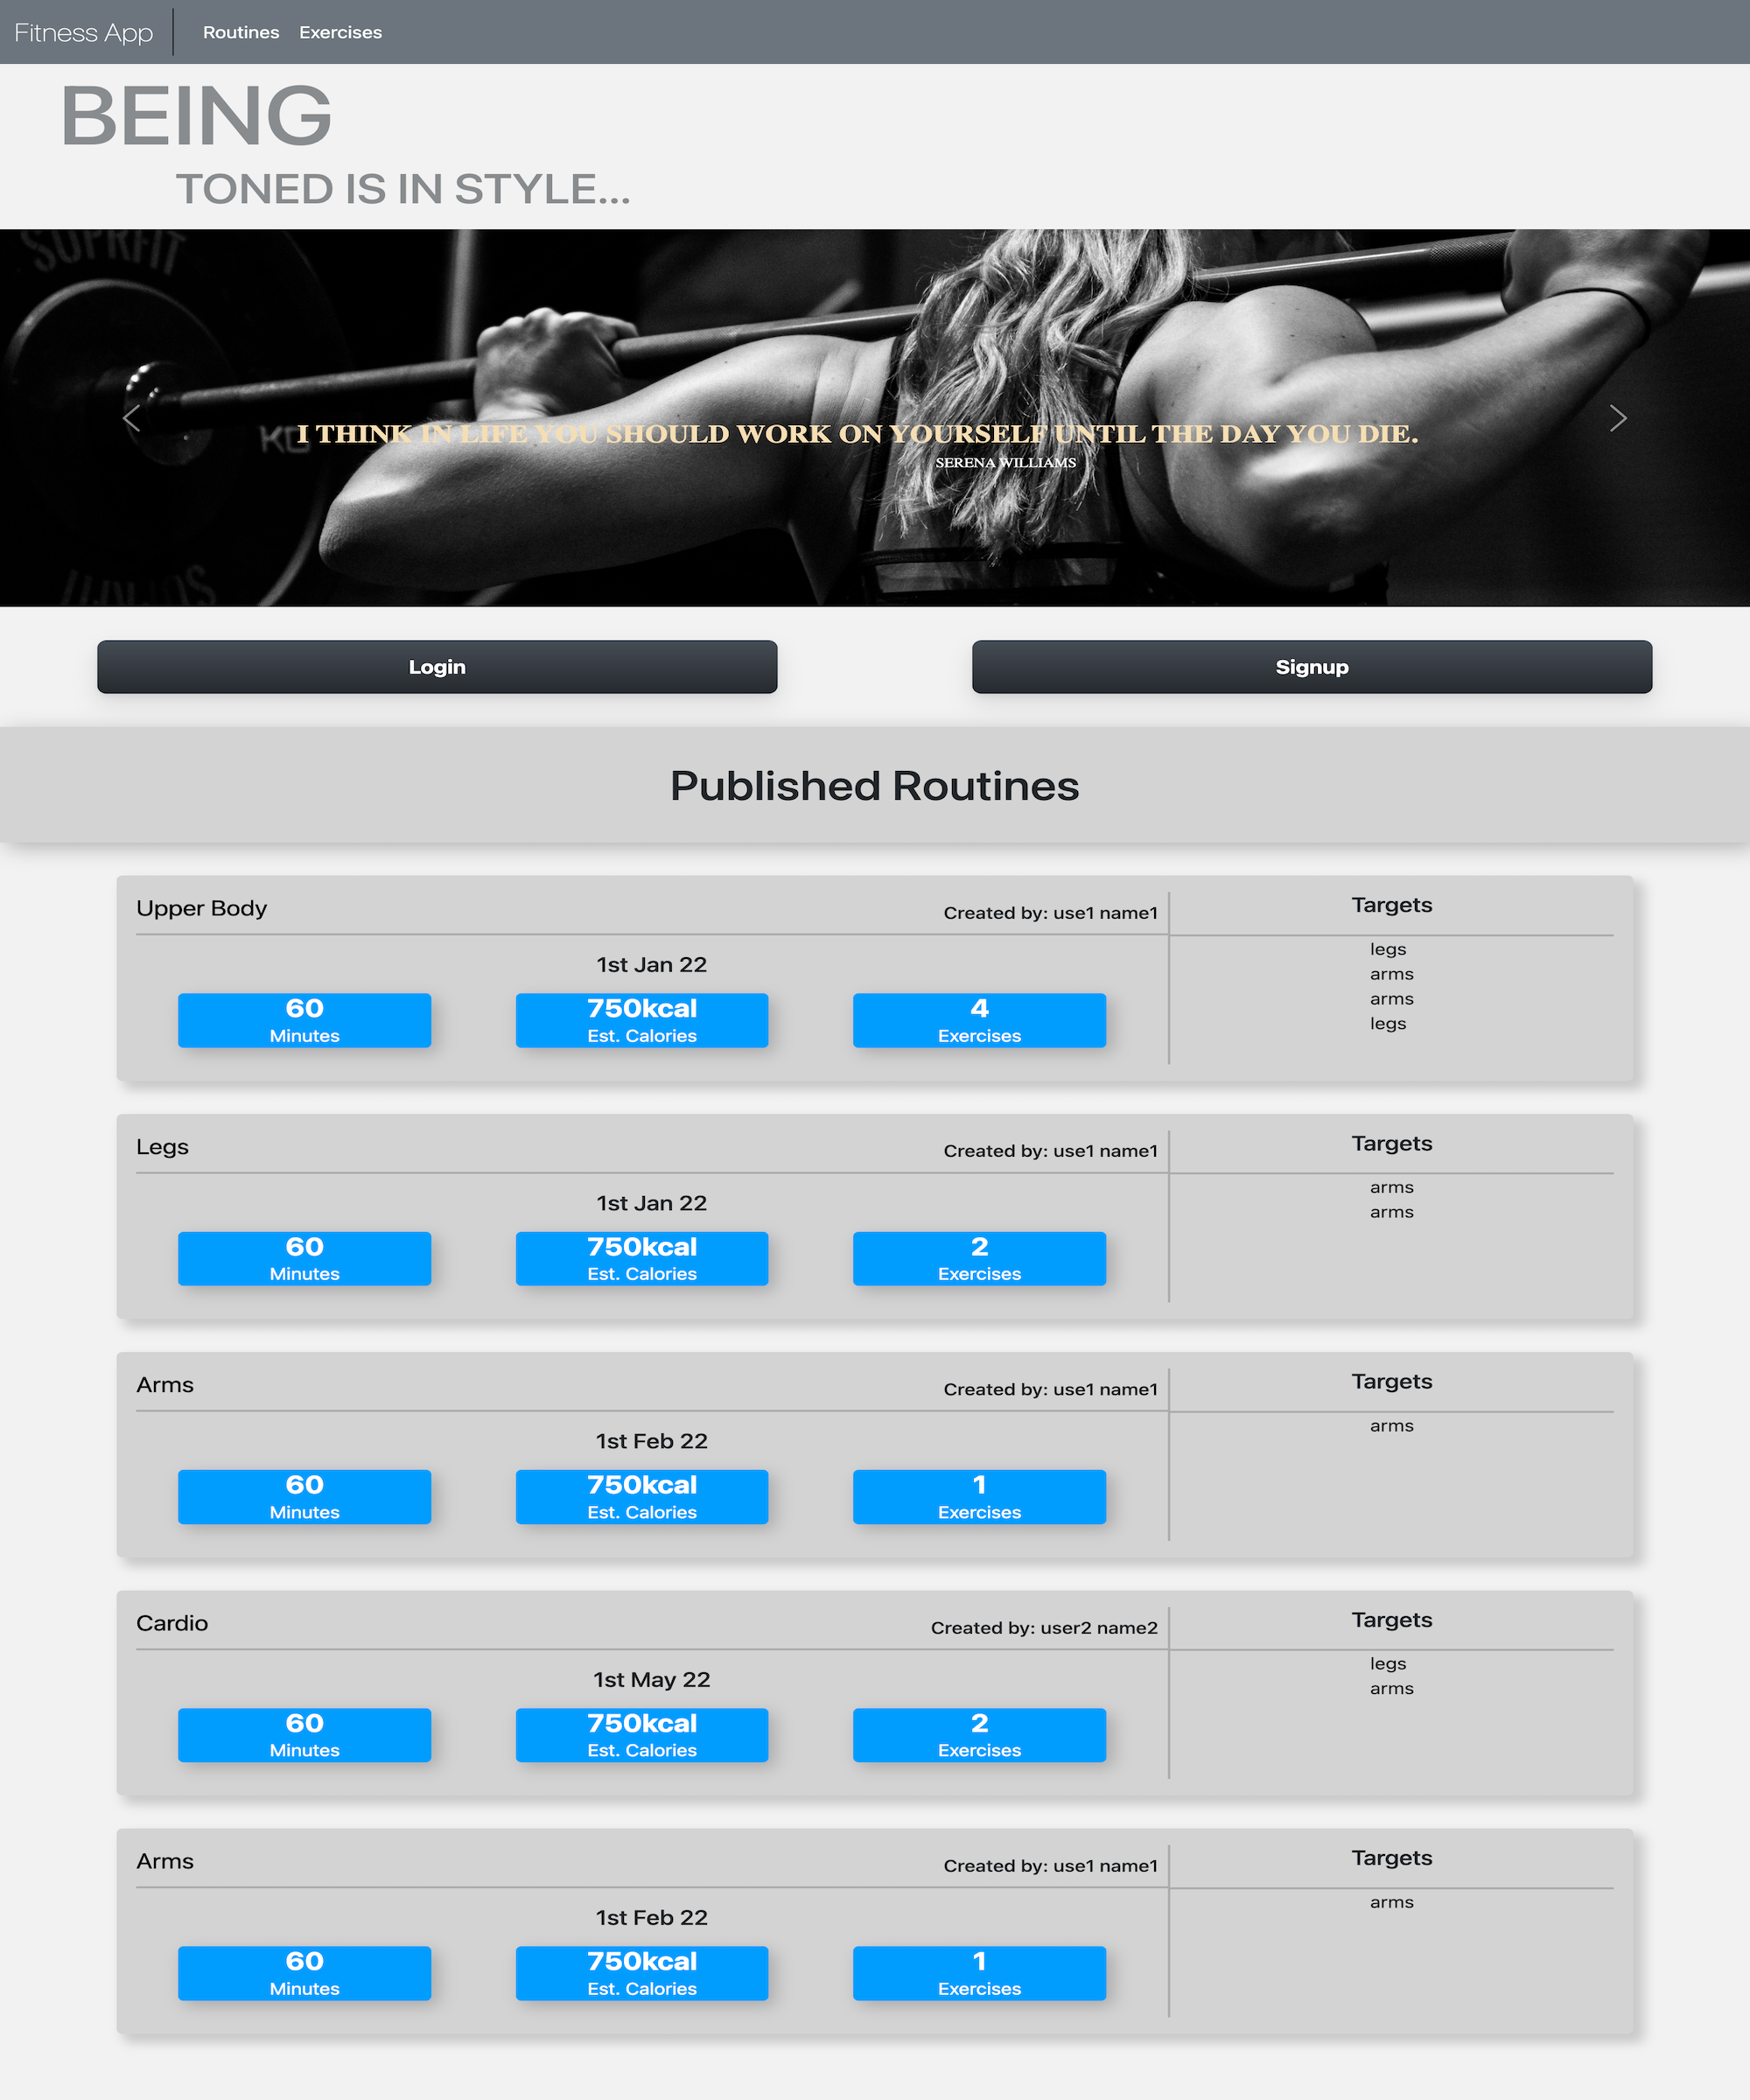 Fitness App
Routines Exercises
BEING
TONED IS IN STYLE...
SUPRFIT
KG
I THINK IN LIFE YOU SHOULD WORK ON YOURSELF UNTIL THE DAY YOU DIE.
SERENA WILLIAMS
Login Signup
Published Routines
Upper Body Created by: use1 name1 Targets
legs
1st Jan 22
arms
60 750kcal 4
arms
Minutes Est. Calories Exercises
legs
Legs Created by: use1 name1 Targets
arms
1st Jan 22
arms
60 750kcal 2
Minutes Est. Calories Exercises
Arms Created by: use1 name1 Targets
arms
1st Feb 22
60 750kcal 1
Minutes Est. Calories Exercises
Cardio Created by: user2 name2 Targets
legs
1st May 22
arms
60 750kcal 2
Minutes Est. Calories Exercises
Arms Created by: use1 name1 Targets
arms
1st Feb 22
60 750kcal 1
Minutes Est. Calories Exercises